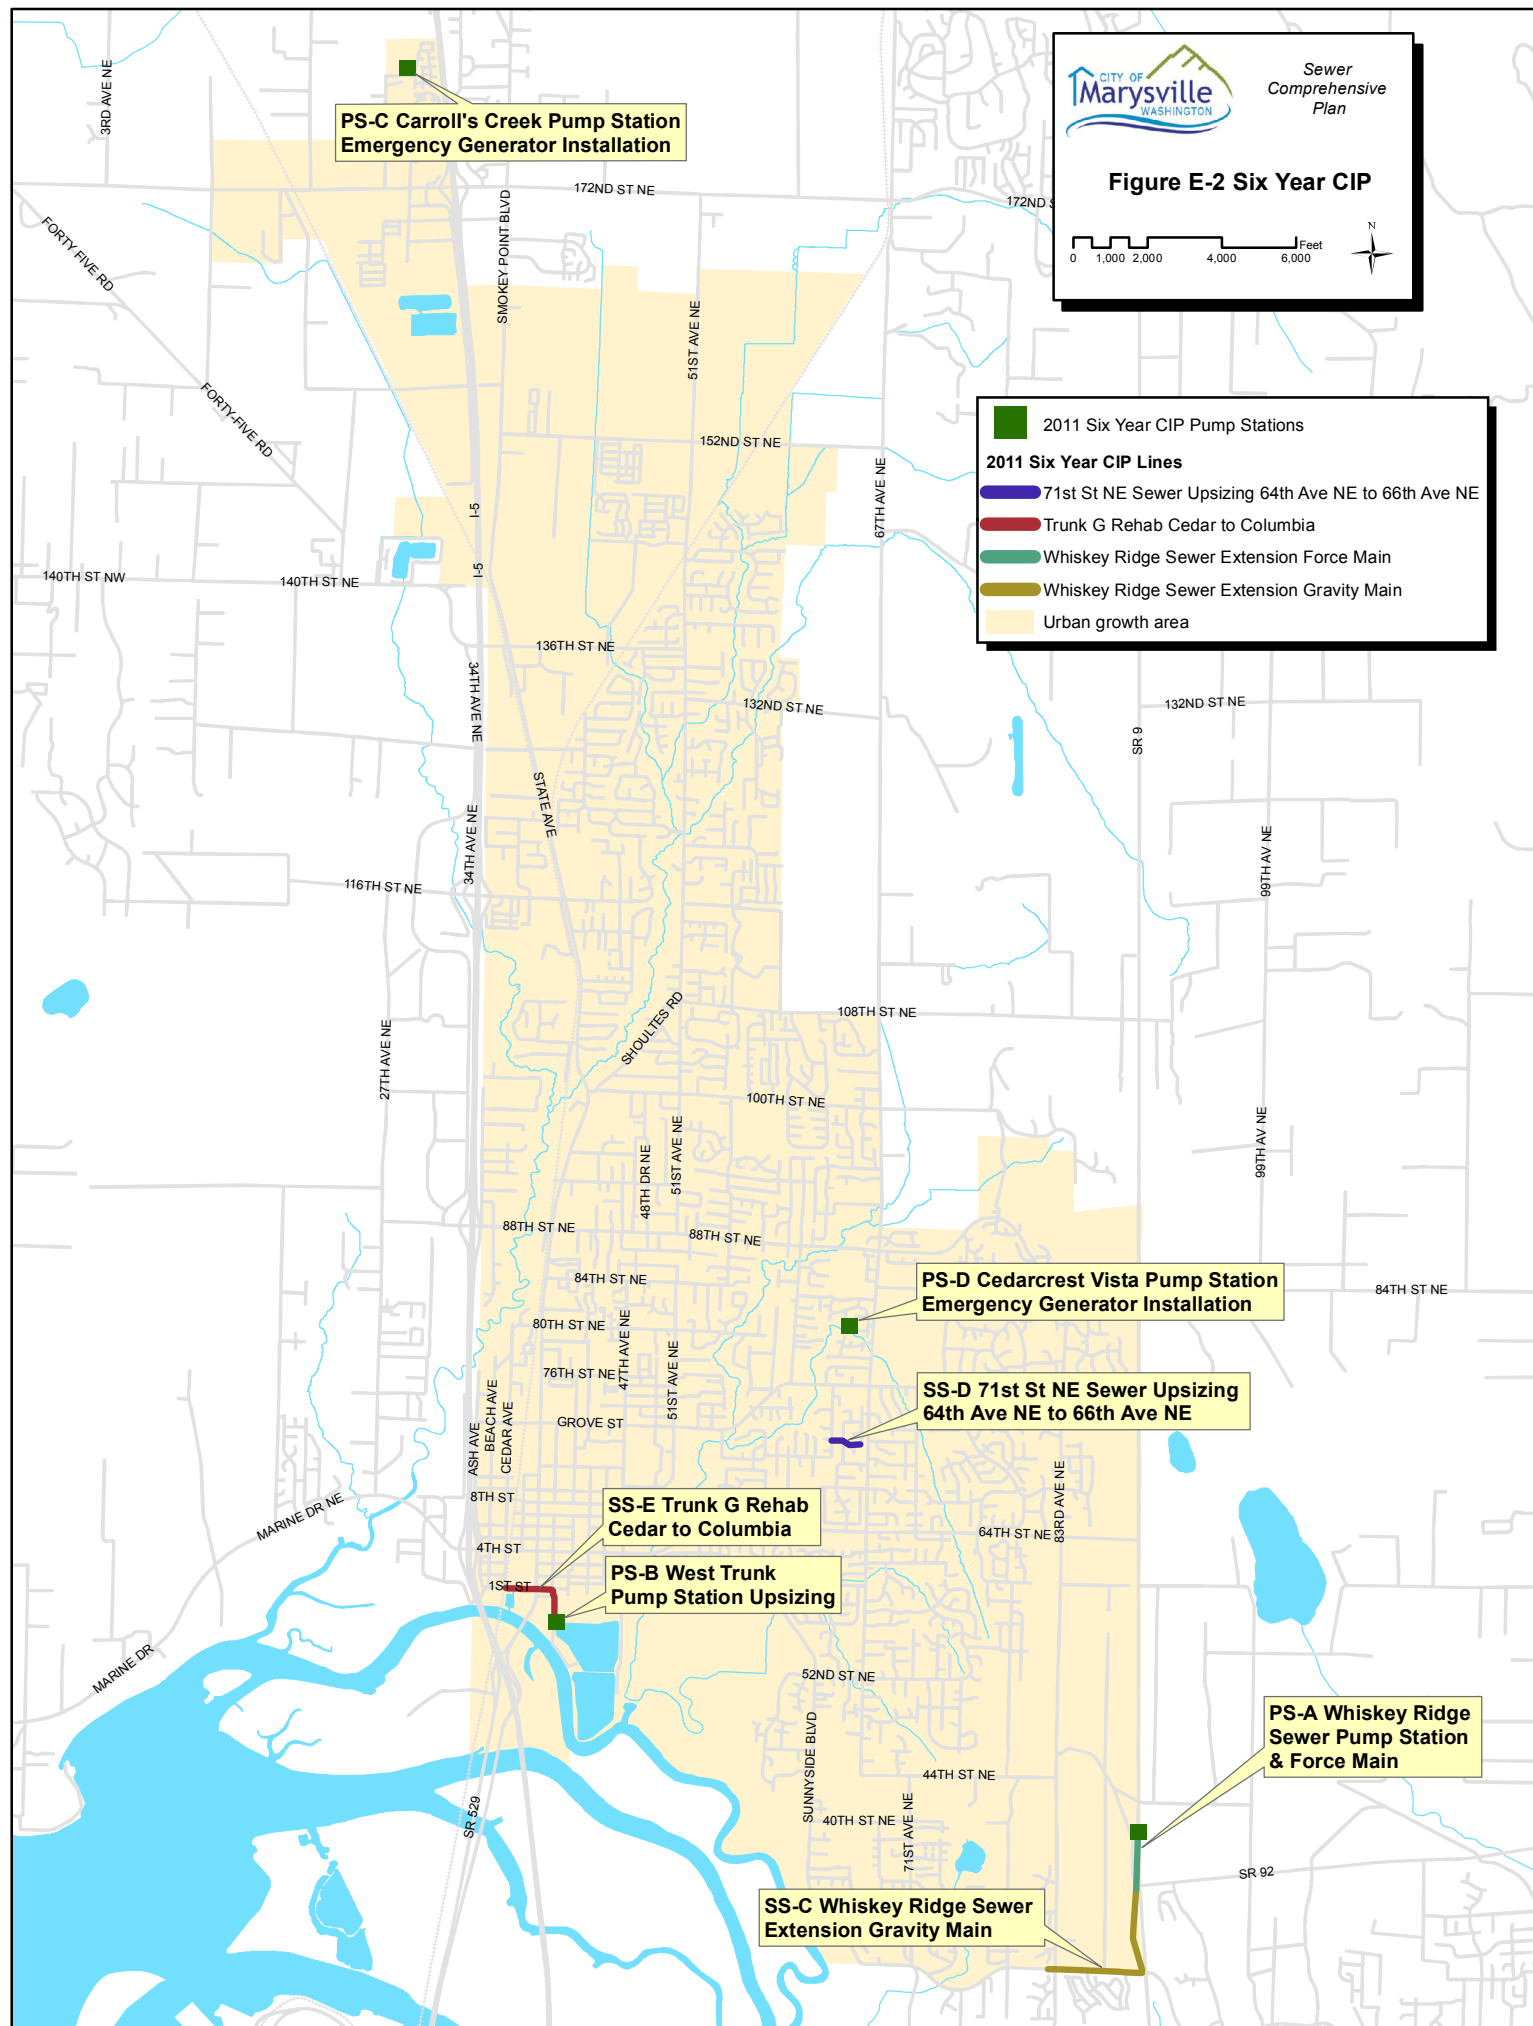 CITY OF
Marysville
WASHINGTON
Sewer
Comprehensive
Plan
Figure E-2 Six Year CIP
N
Feet
0 1,000 2,000 4,000 6,000
2011 Six Year CIP Pump Stations
2011 Six Year CIP Lines
71st St NE Sewer Upsizing 64th Ave NE to 66th Ave NE
Trunk G Rehab Cedar to Columbia
Whiskey Ridge Sewer Extension Force Main
Whiskey Ridge Sewer Extension Gravity Main
Urban growth area
PS-C Carroll's Creek Pump Station
Emergency Generator Installation
3RD AVE NE
172ND ST NE
172ND S
SMOKEY POINT BLVD
FORTY FIVE RD
51ST AVE NE
FORTY-FIVE RD
152ND ST NE
67TH AVE NE
I-5
I-5
140TH ST NW
140TH ST NE
136TH ST NE
34TH AVE NE
132ND ST NE
132ND ST NE
SR 9
STATE AVE
34TH AVE NE
99TH AV NE
116TH ST NE
SHOULTES RD
108TH ST NE
27TH AVE NE
100TH ST NE
99TH AV NE
48TH DR NE
51ST AVE NE
88TH ST NE
88TH ST NE
84TH ST NE
84TH ST NE
PS-D Cedarcrest Vista Pump Station
Emergency Generator Installation
80TH ST NE
47TH AVE NE
51ST AVE NE
76TH ST NE
SS-D 71st St NE Sewer Upsizing
64th Ave NE to 66th Ave NE
GROVE ST
ASH AVE
BEACH AVE
CEDAR AVE
8TH ST
MARINE DR NE
SS-E Trunk G Rehab
Cedar to Columbia
64TH ST NE
83RD AVE NE
4TH ST
1ST ST
PS-B West Trunk
Pump Station Upsizing
MARINE DR
52ND ST NE
SUNNYSIDE BLVD
PS-A Whiskey Ridge
Sewer Pump Station
& Force Main
44TH ST NE
40TH ST NE
71ST AVE NE
SR 529
SR 92
SS-C Whiskey Ridge Sewer
Extension Gravity Main